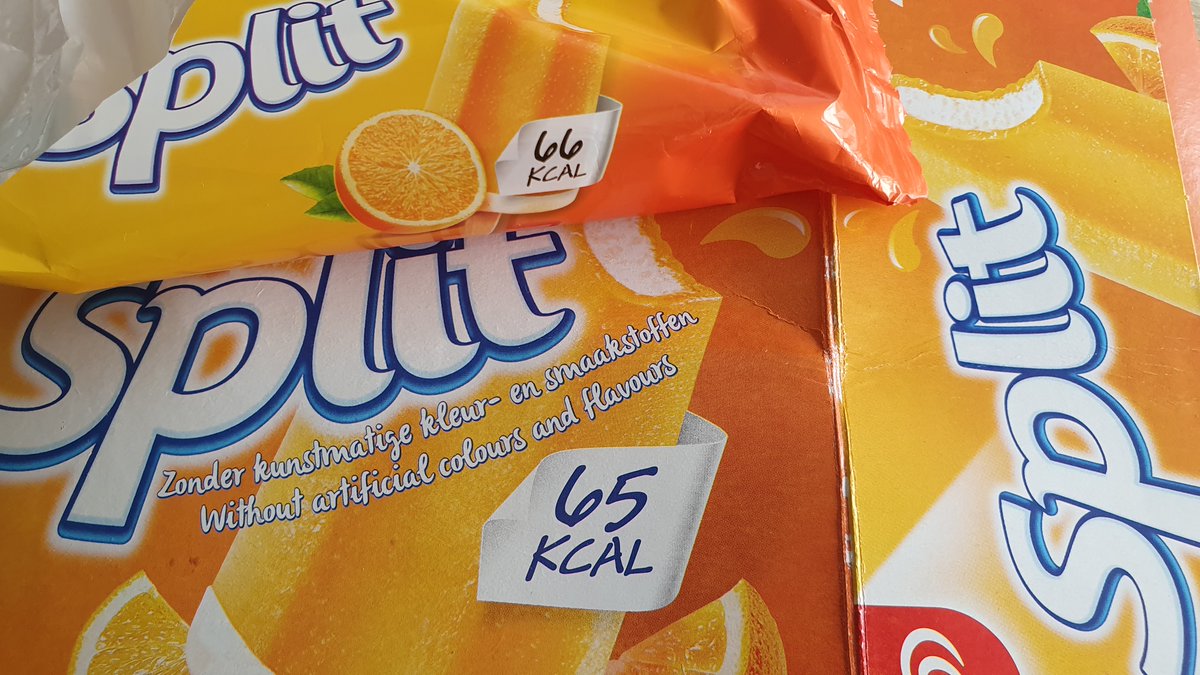 Split
66
KCAL
Split
Zonder kunstmatige kleur- en smaakstoffen
Without artificial colours and flavours
65
KCAL
Split